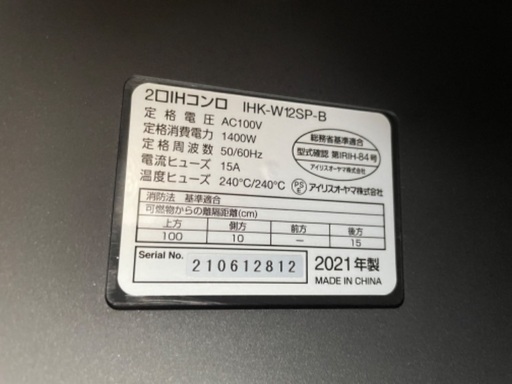 2口IHコンロ IHK-W12SP-B
定格電圧 AC100V
定格消費電力 1400W
定格周波数 50/60Hz
電流ヒューズ 15A
温度ヒューズ 240℃/240℃
総務省基準適合
型式確認 第IRIH-84号
アイリスオーヤマ株式会社
PSE アイリスオーヤマ株式会社
消防法 基準適合
可燃物からの離隔距離(cm)
上方 側方 前方 後方
100 10 — 15
Serial No. 210612812 2021年製
MADE IN CHINA